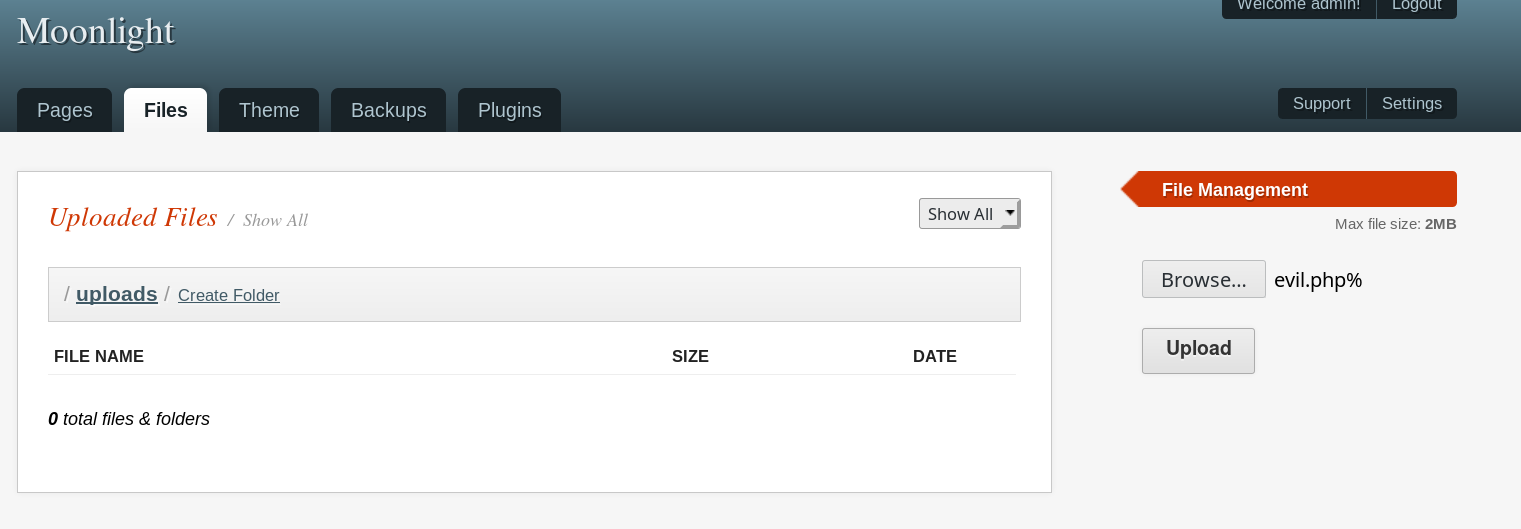 Welcome admin! Logout
Moonlight
Pages Files Theme Backups Plugins Support Settings
Uploaded Files / Show All Show All
File Management
Max file size: 2MB
/ uploads / Create Folder
Browse... evil.php%
Upload
FILE NAME SIZE DATE
0 total files & folders